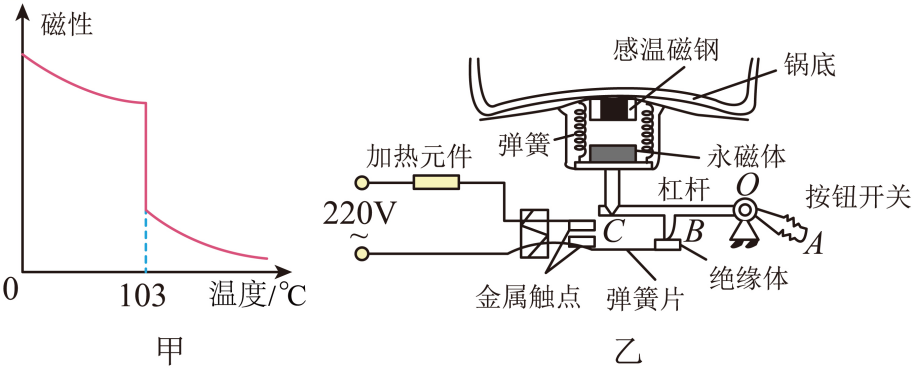 磁性
0
103
温度/℃
甲
感温磁钢
锅底
弹簧
永磁体
加热元件
杠杆
O
按钮开关
220V
~
C
B
A
绝缘体
金属触点
弹簧片
乙